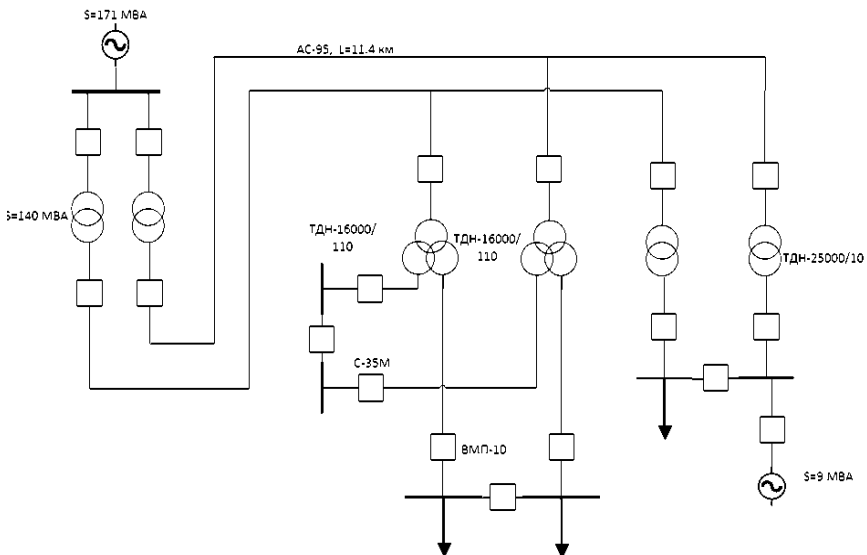 S=171 МВА
АС-95, L=11.4 км
S=140 МВА
ТДН-16000/
110
ТДН-16000/
110
ТДН-25000/10
С-35М
ВМП-10
S=9 МВА